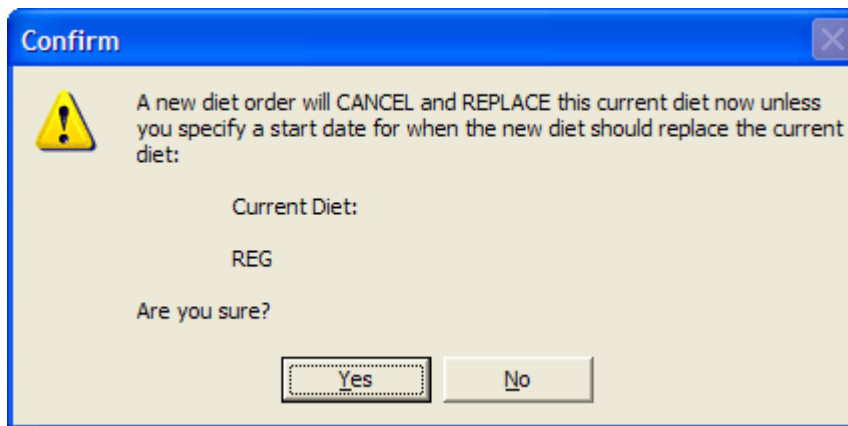 Confirm
A new diet order will CANCEL and REPLACE this current diet now unless
you specify a start date for when the new diet should replace the current
diet:
Current Diet:
REG
Are you sure?
Yes
No